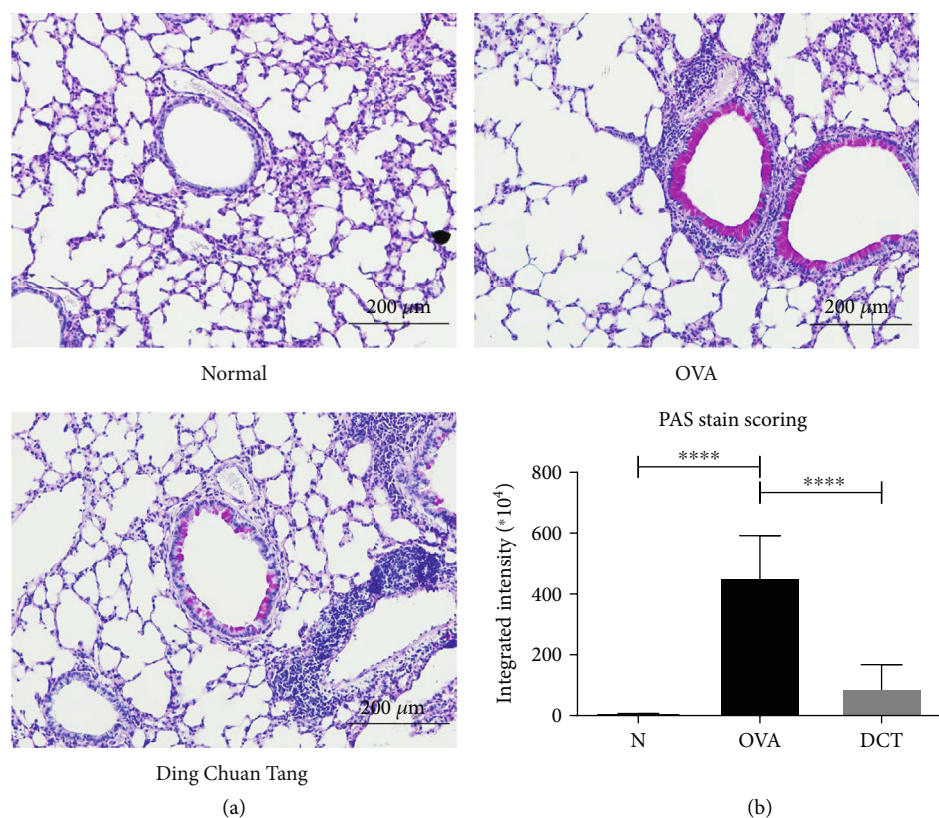 200 μm
Normal
200 μm
OVA
200 μm
Ding Chuan Tang
(a)
PAS stain scoring
Integrated intensity (*10⁴)
800
600
400
200
0
****
****
N OVA DCT
(b)